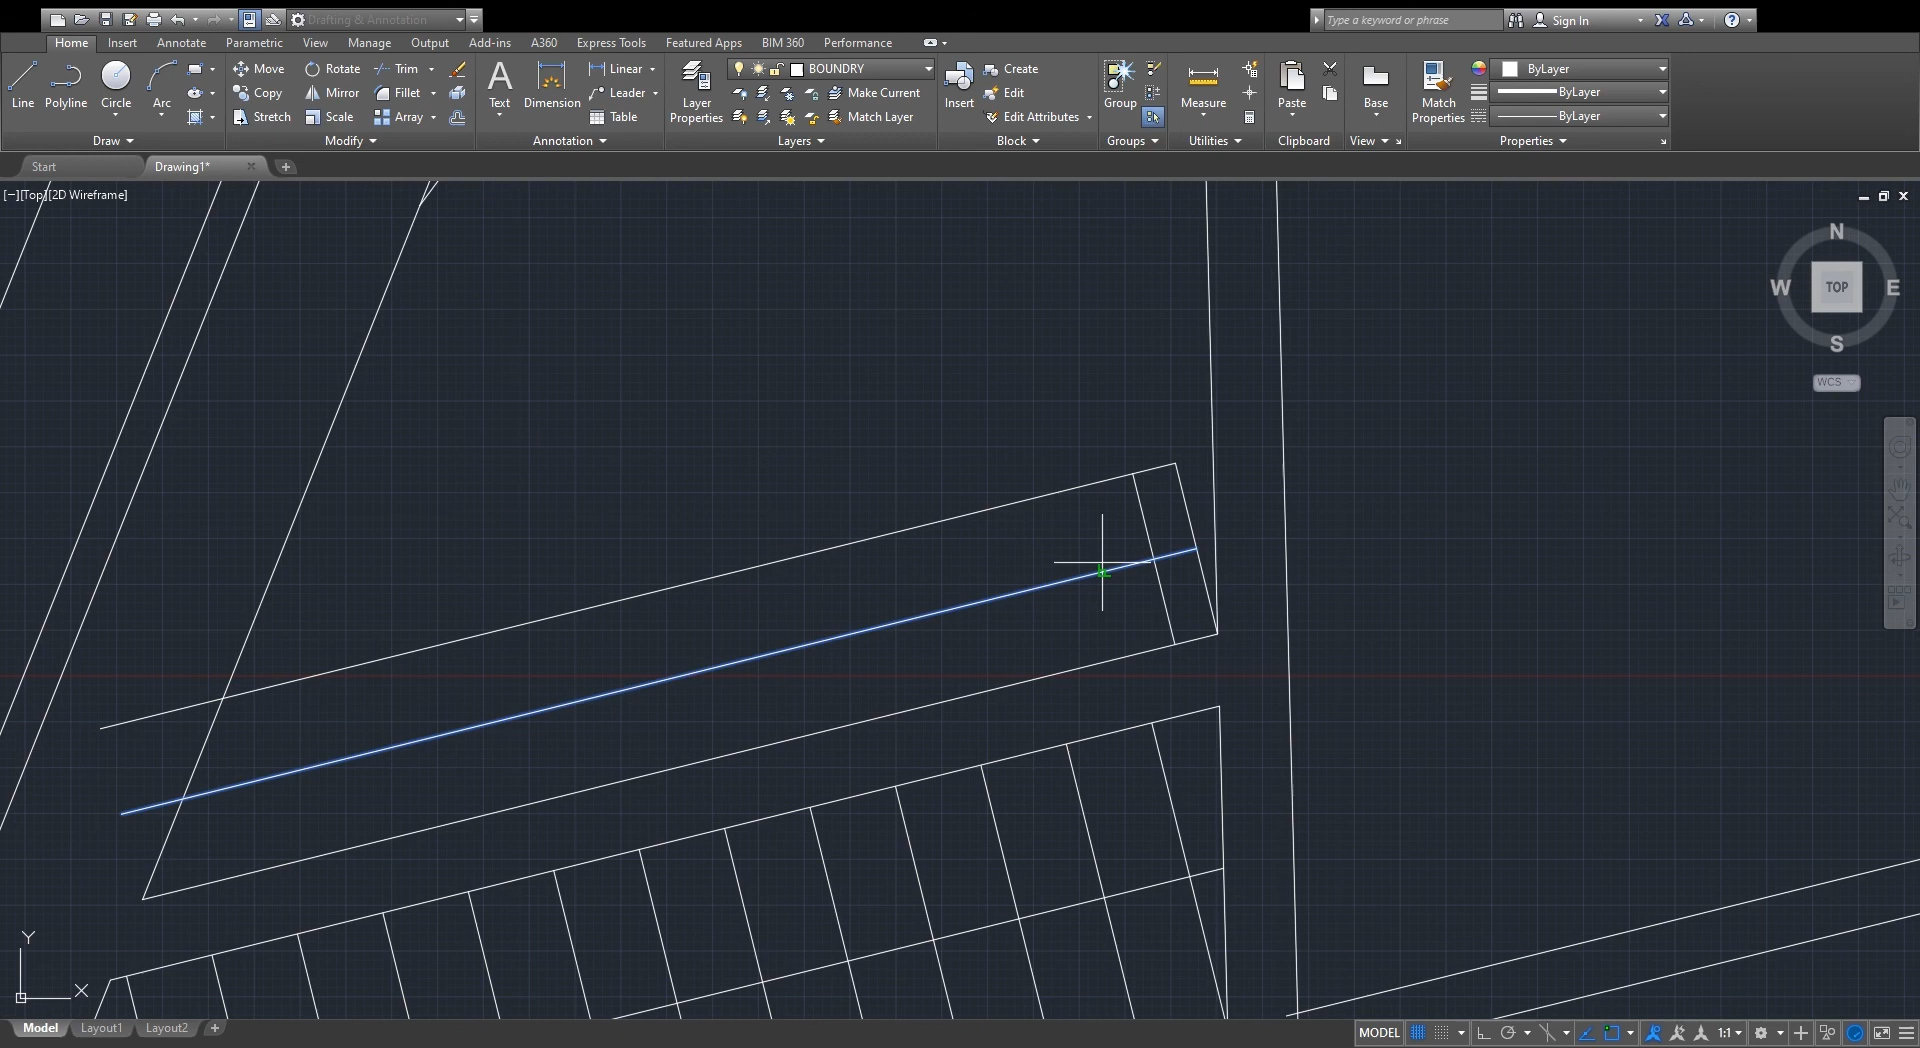 Drafting & Annotation
Type a keyword or phrase
Sign In
Home Insert Annotate Parametric View Manage Output Add-ins A360 Express Tools Featured Apps BIM 360 Performance
Line Polyline Circle Arc
Move Rotate Trim
Copy Mirror Fillet
Stretch Scale Array
Text Dimension
Linear
Leader
Table
Layer Properties
BOUNDRY
Make Current
Match Layer
Insert
Create
Edit
Edit Attributes
Group
Measure
Paste
Base
Match Properties
ByLayer
ByLayer
ByLayer
Draw Modify Annotation Layers Block Groups Utilities Clipboard View Properties
Start Drawing1*
[−][Top][2D Wireframe]
N
W TOP E
S
WCS
Y
X
Model Layout1 Layout2
MODEL 1:1